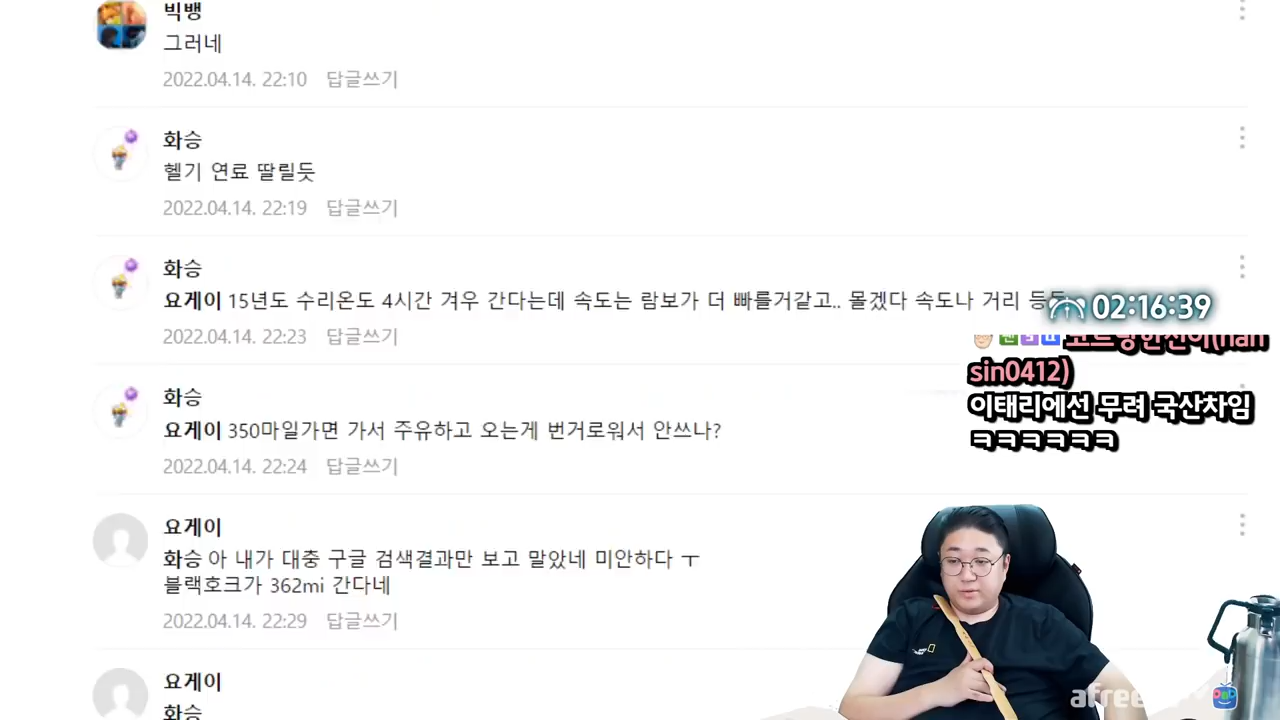 빅뱅
그러네
2022.04.14. 22:10 답글쓰기
화승
헬기 연료 딸릴듯
2022.04.14. 22:19 답글쓰기
화승
요게이 15년도 수리온도 4시간 겨우 간다는데 속도는 람보가 더 빠를거같고.. 몰겠다 속도나 거리
02:16:39
2022.04.14. 22:23 답글쓰기
sin0412)
이태리에선 무려 국산차임
ㅋㅋㅋㅋㅋㅋ
화승
요게이 350마일가면 가서 주유하고 오는게 번거로워서 안쓰나?
2022.04.14. 22:24 답글쓰기
요게이
화승 아 내가 대충 구글 검색결과만 보고 말았네 미안하다 ㅜ
블랙호크가 362mi 간다네
2022.04.14. 22:29 답글쓰기
요게이
화승